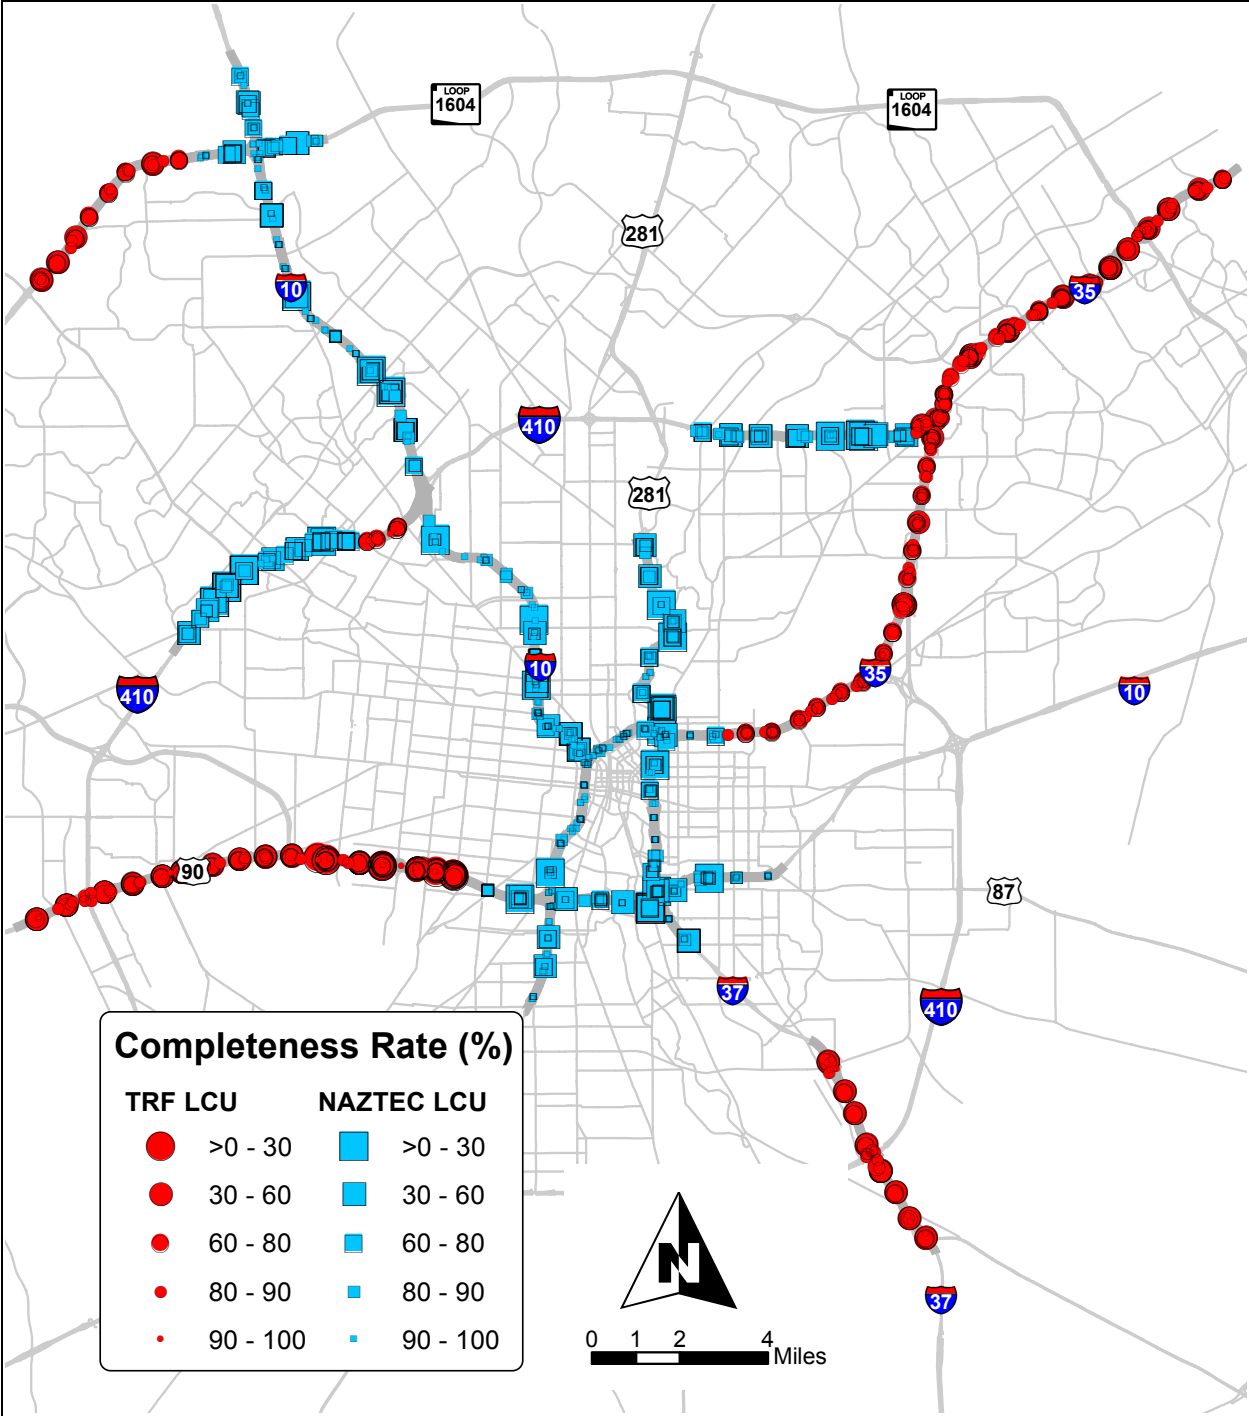 LOOP
1604
LOOP
1604
281
10
35
410
281
10
35
410
10
90
87
37
410
Completeness Rate (%)
TRF LCU NAZTEC LCU
>0 - 30 >0 - 30
30 - 60 30 - 60
60 - 80 60 - 80
80 - 90 80 - 90
90 - 100 90 - 100
N
37
0 1 2 4
Miles